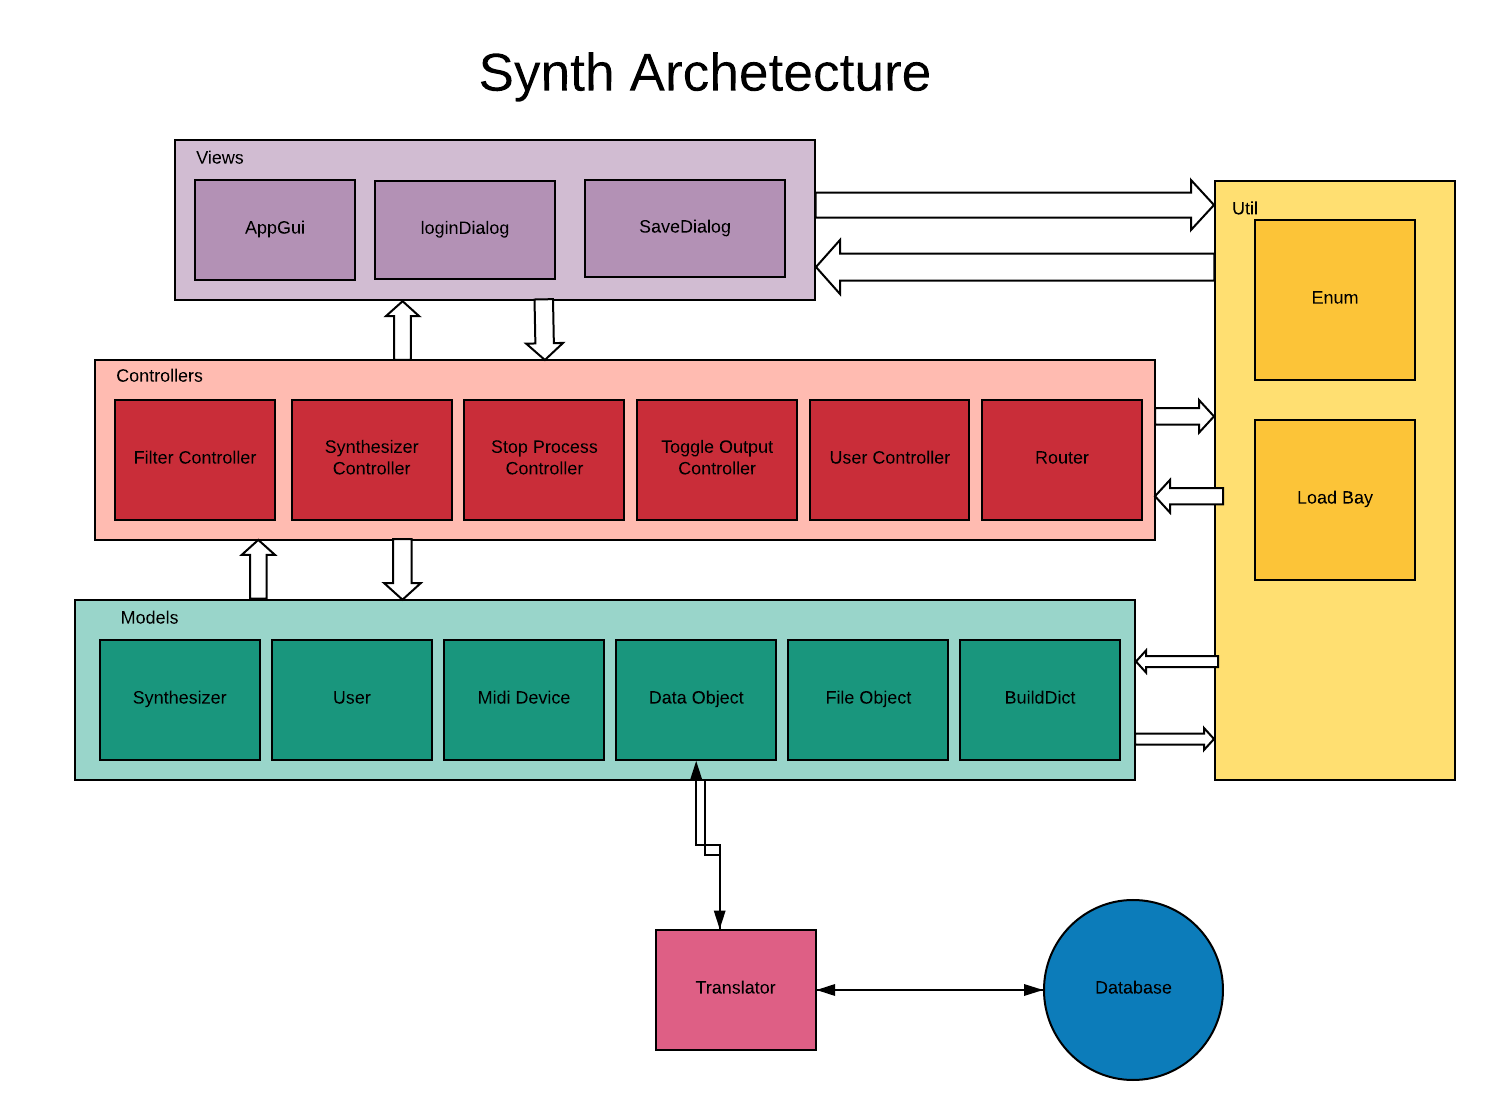 Synth Archetecture
Views
AppGui
loginDialog
SaveDialog
Util
Enum
Load Bay
Controllers
Filter Controller
Synthesizer
Controller
Stop Process
Controller
Toggle Output
Controller
User Controller
Router
Models
Synthesizer
User
Midi Device
Data Object
File Object
BuildDict
Translator
Database